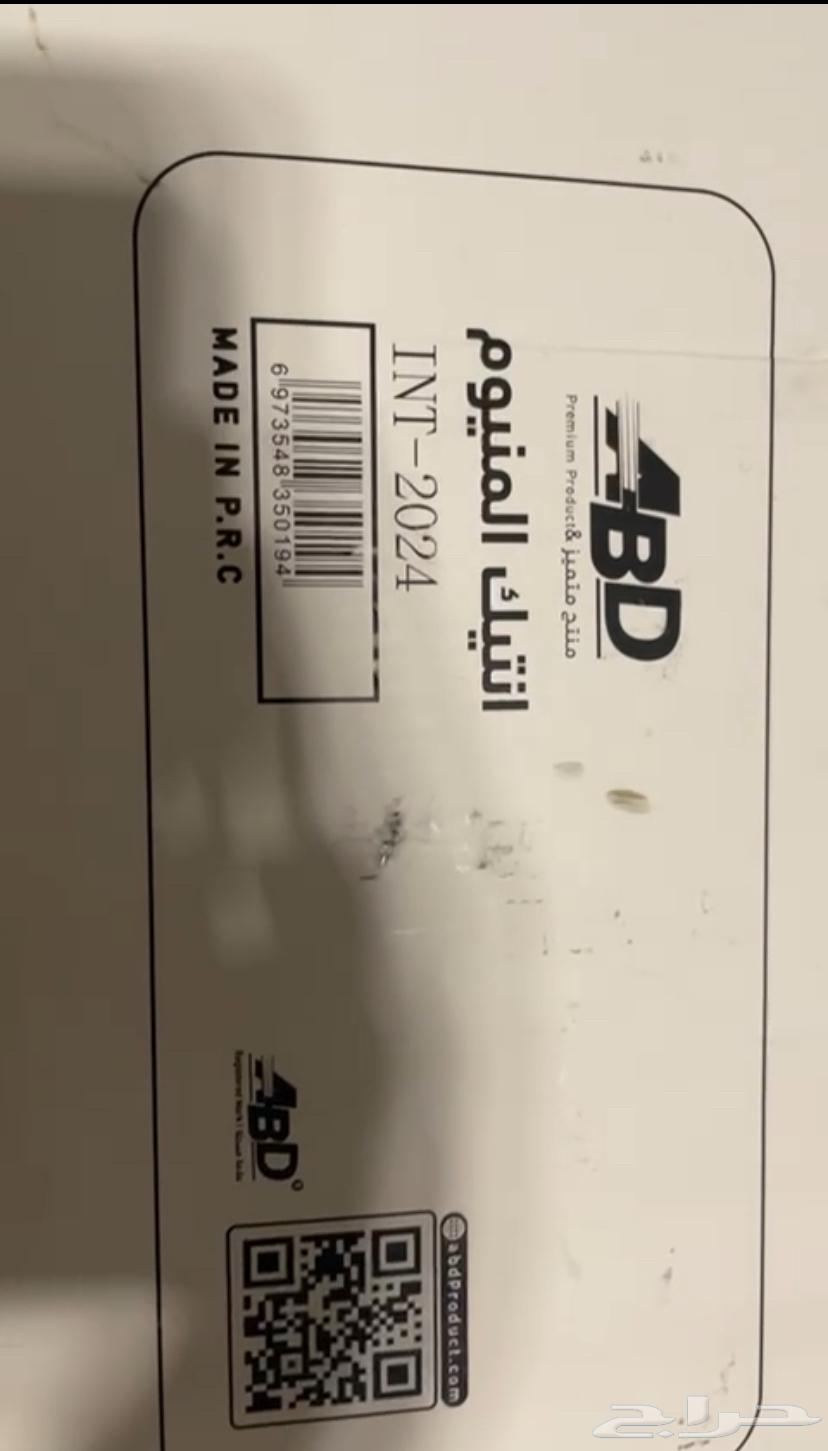 ABD
Premium Product& منتج متميز
انتيك المنيوم
INT-2024
6 973548 350194
MADE IN P.R.C
abdProduct.com
ABD
حراج